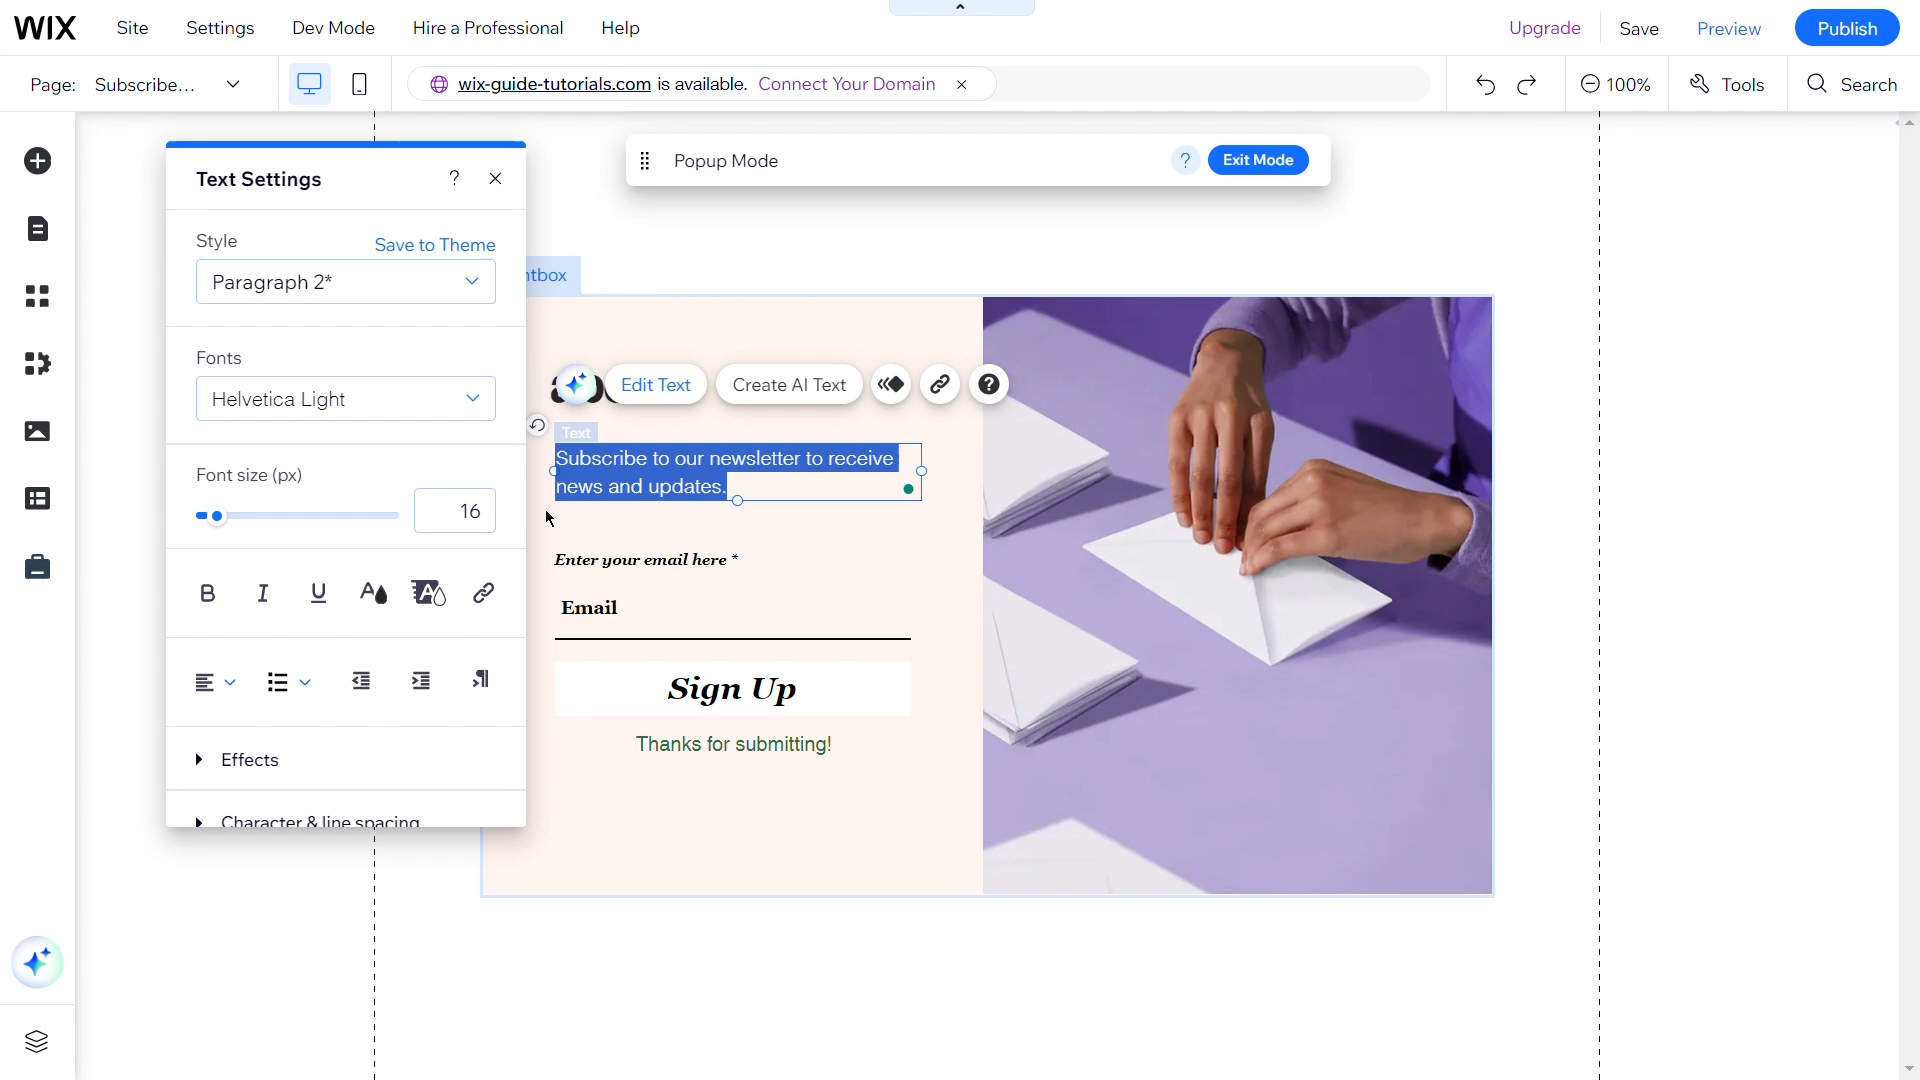 WIX Site Settings Dev Mode Hire a Professional Help Upgrade Save Preview Publish
Page: Subscribe... wix-guide-tutorials.com is available. Connect Your Domain 100% Tools Search
Popup Mode ? Exit Mode
Text Settings ?
Style Save to Theme
Paragraph 2*
Fonts
Helvetica Light
Font size (px)
16
B I U A A
Effects
Character & line spacing
Edit Text Create AI Text ?
Text
Subscribe to our newsletter to receive
news and updates.
Enter your email here *
Email
Sign Up
Thanks for submitting!